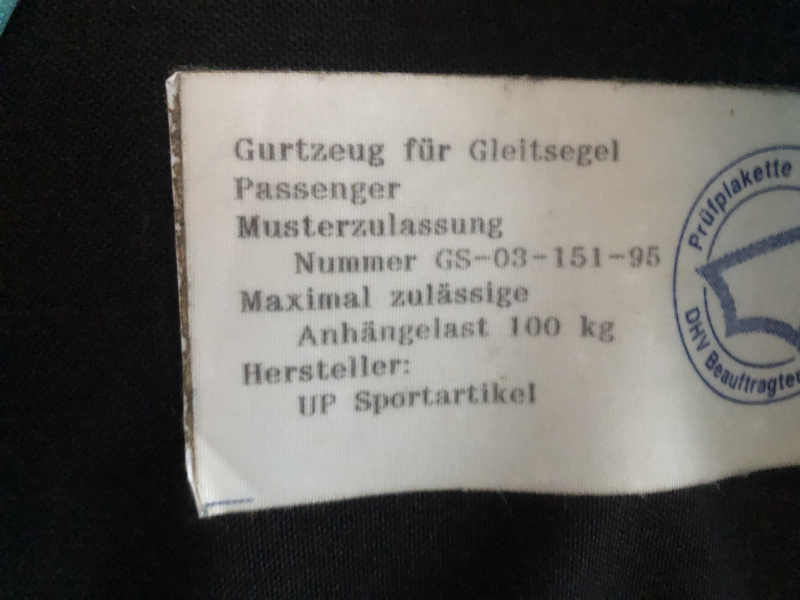 Gurtzeug für Gleitsegel
Passenger
Musterzulassung
Nummer GS-03-151-95
Maximal zulässige
Anhängelast 100 kg
Hersteller:
UP Sportartikel
Prüfplakette
DHV Beauftragter